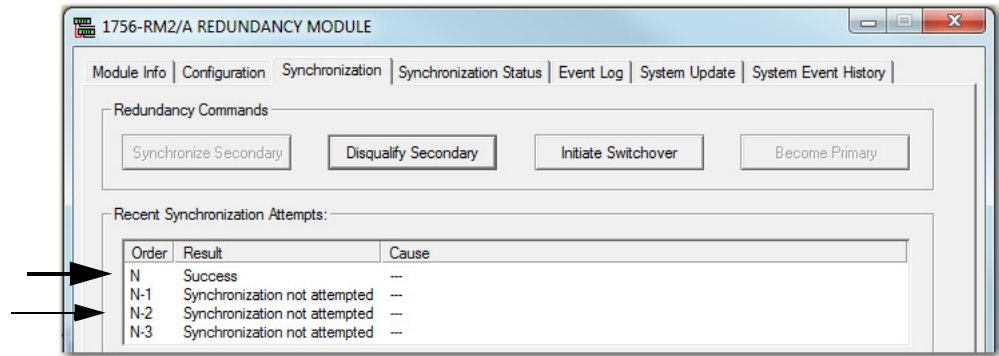 1756-RM2/A REDUNDANCY MODULE
Module Info Configuration Synchronization Synchronization Status Event Log System Update System Event History
Redundancy Commands
Synchronize Secondary Disqualify Secondary Initiate Switchover Become Primary
Recent Synchronization Attempts:
Order Result Cause
N Success ---
N-1 Synchronization not attempted ---
N-2 Synchronization not attempted ---
N-3 Synchronization not attempted ---